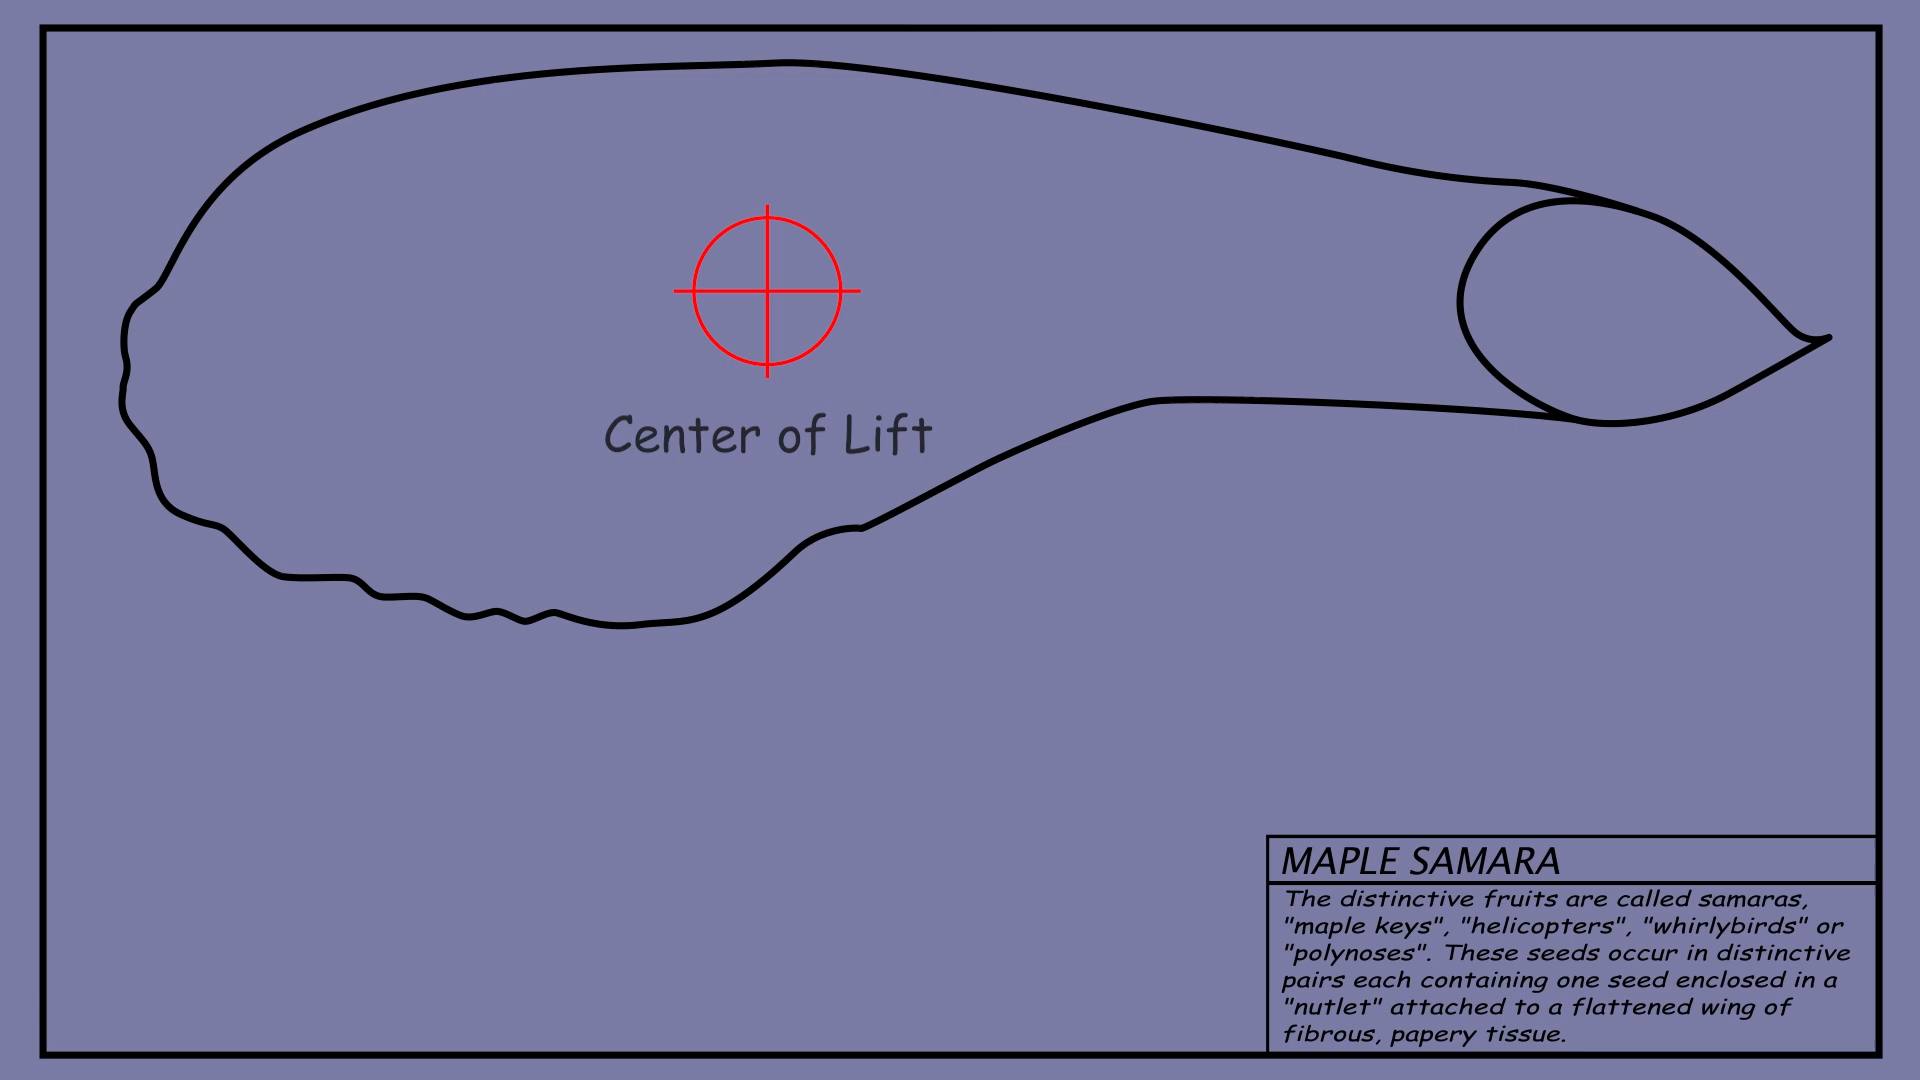 Center of Lift
MAPLE SAMARA
The distinctive fruits are called samaras,
"maple keys", "helicopters", "whirlybirds" or
"polynoses". These seeds occur in distinctive
pairs each containing one seed enclosed in a
"nutlet" attached to a flattened wing of
fibrous, papery tissue.